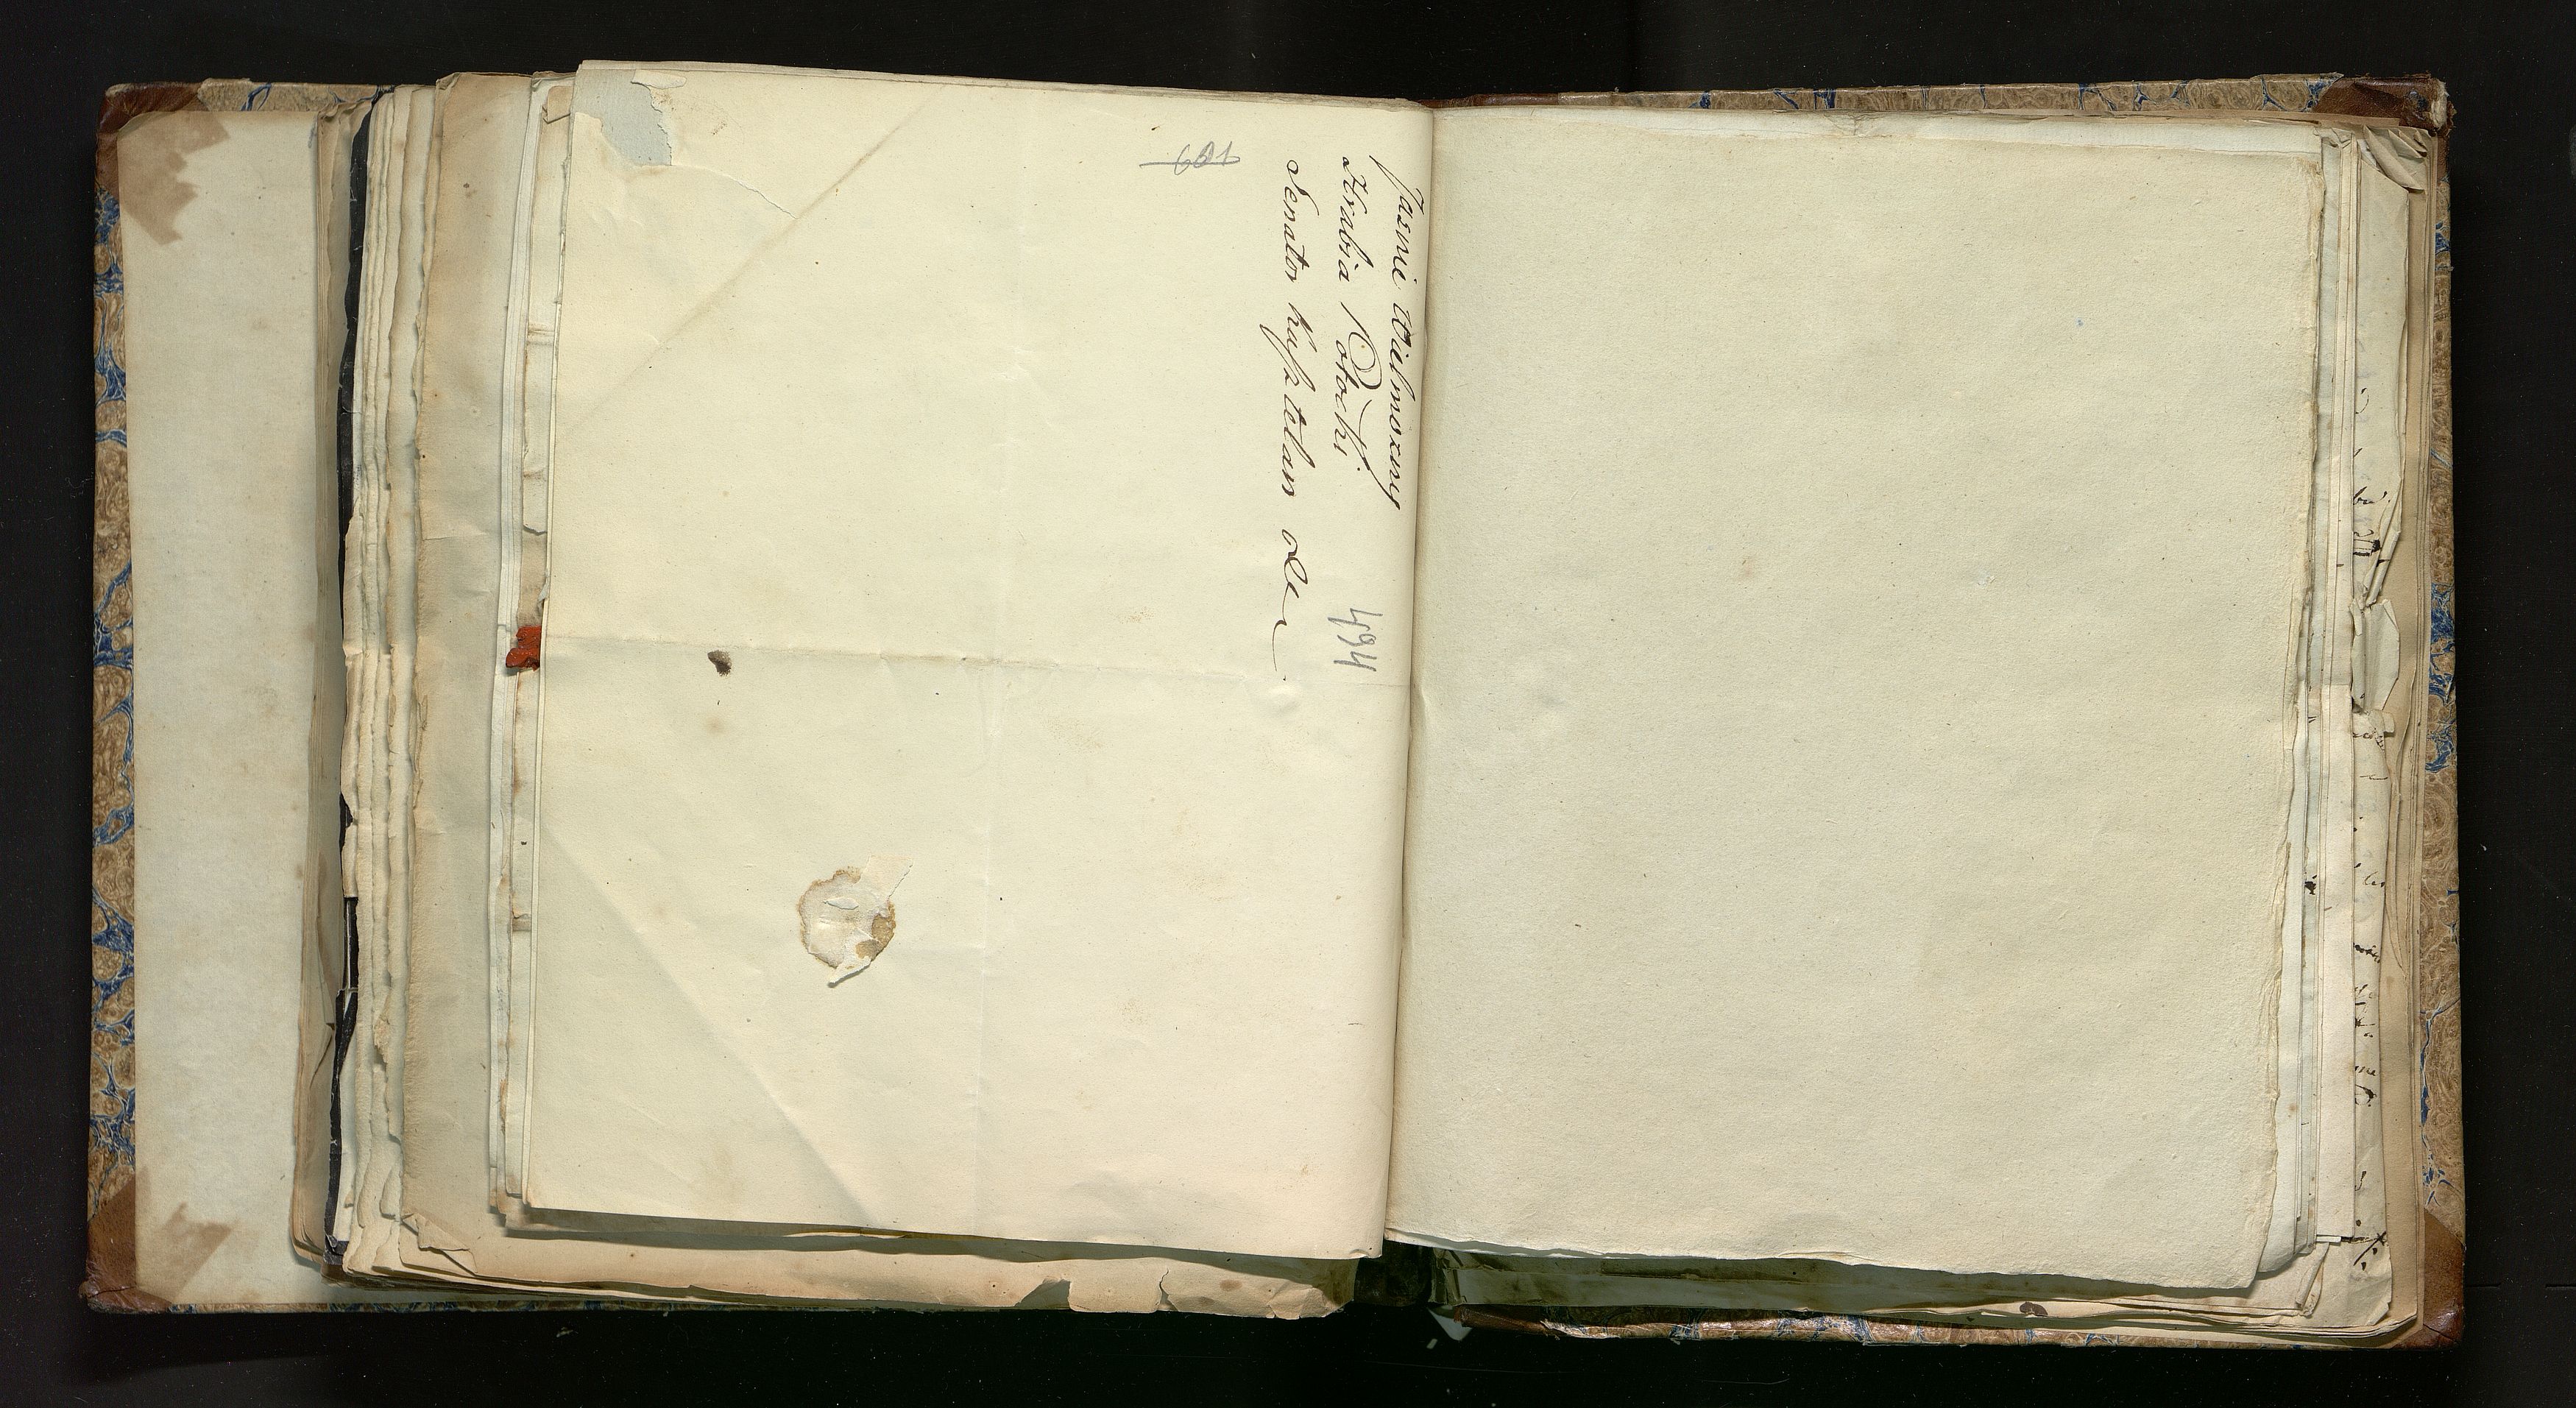 Jaśnie Wielmożny
Hrabia Potocki
Senator Kasztelan &c
494
601